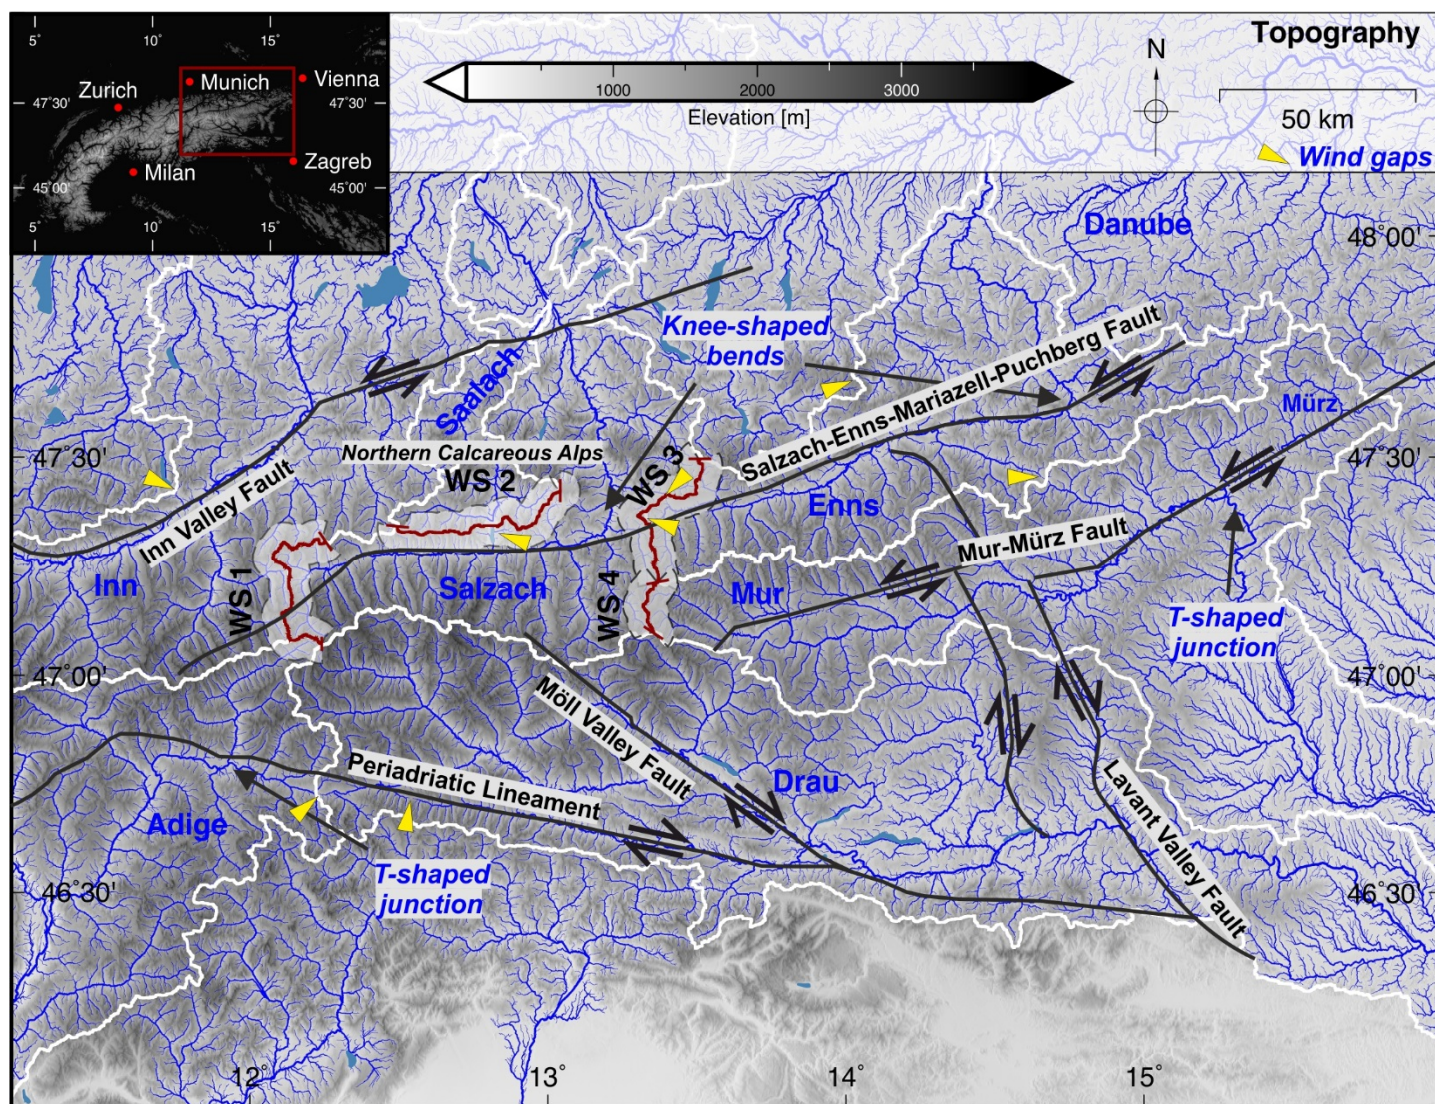 Topography
5˚
10˚
15˚
Zurich
Munich
Vienna
47˚30'
47˚30'
Milan
Zagreb
45˚00'
45˚00'
5˚
10˚
15˚
1000
2000
3000
Elevation [m]
N
50 km
Wind gaps
Danube
48˚00'
Knee-shaped
bends
Saalach
Salzach-Enns-Mariazell-Puchberg Fault
Mürz
47˚30'
47˚30'
Northern Calcareous Alps
WS 2
WS 3
Inn Valley Fault
Enns
Mur-Mürz Fault
Inn
WS 1
Salzach
WS 4
Mur
T-shaped
junction
47˚00'
47˚00'
Möll Valley Fault
Periadriatic Lineament
Drau
Lavant Valley Fault
Adige
T-shaped
junction
46˚30'
46˚30'
12˚
13˚
14˚
15˚